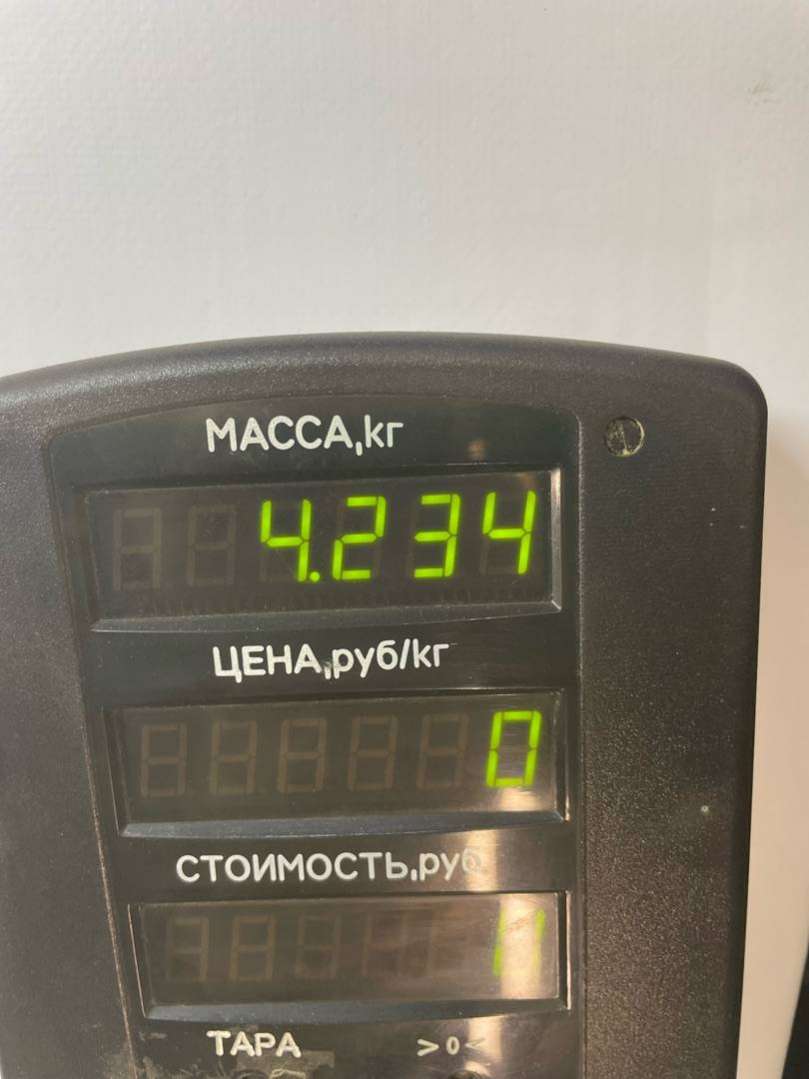 МАССА,кг
4.234
ЦЕНА,руб/кг
0
СТОИМОСТЬ,руб
ТАРА >0<